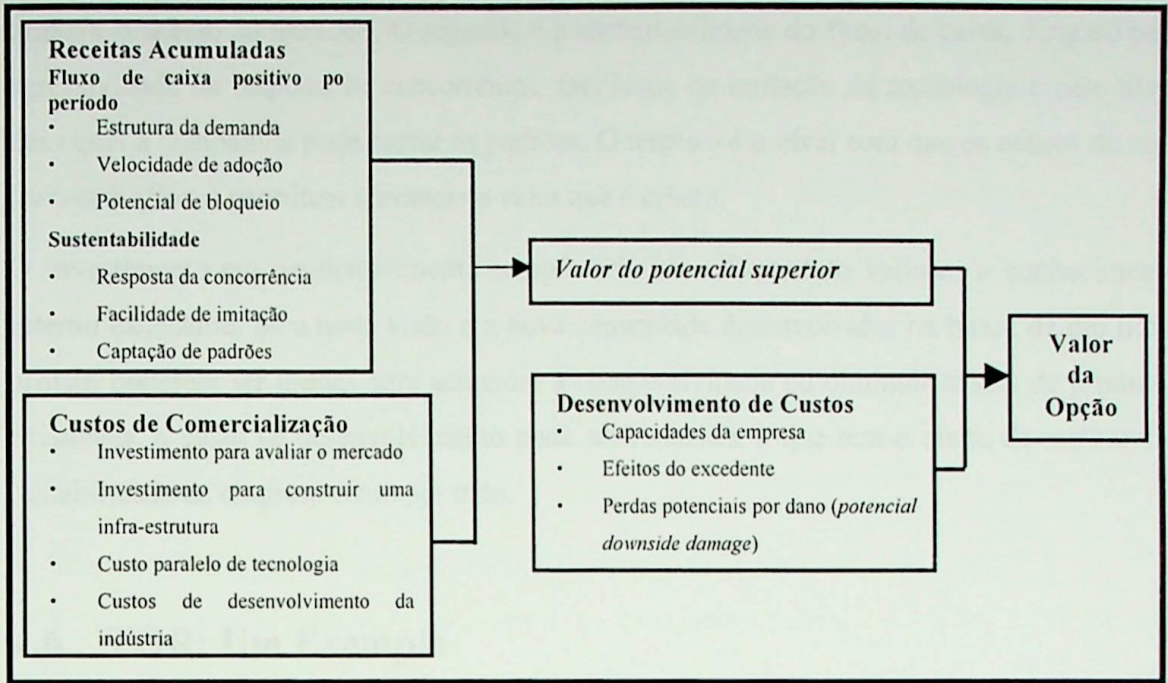 Receitas Acumuladas
Fluxo de caixa positivo po
período
• Estrutura da demanda
• Velocidade de adoção
• Potencial de bloqueio
Sustentabilidade
• Resposta da concorrência
• Facilidade de imitação
• Captação de padrões
Custos de Comercialização
• Investimento para avaliar o mercado
• Investimento para construir uma
infra-estrutura
• Custo paralelo de tecnologia
• Custos de desenvolvimento da
indústria
Valor do potencial superior
Desenvolvimento de Custos
• Capacidades da empresa
• Efeitos do excedente
• Perdas potenciais por dano (potencial
downside damage)
Valor
da
Opção